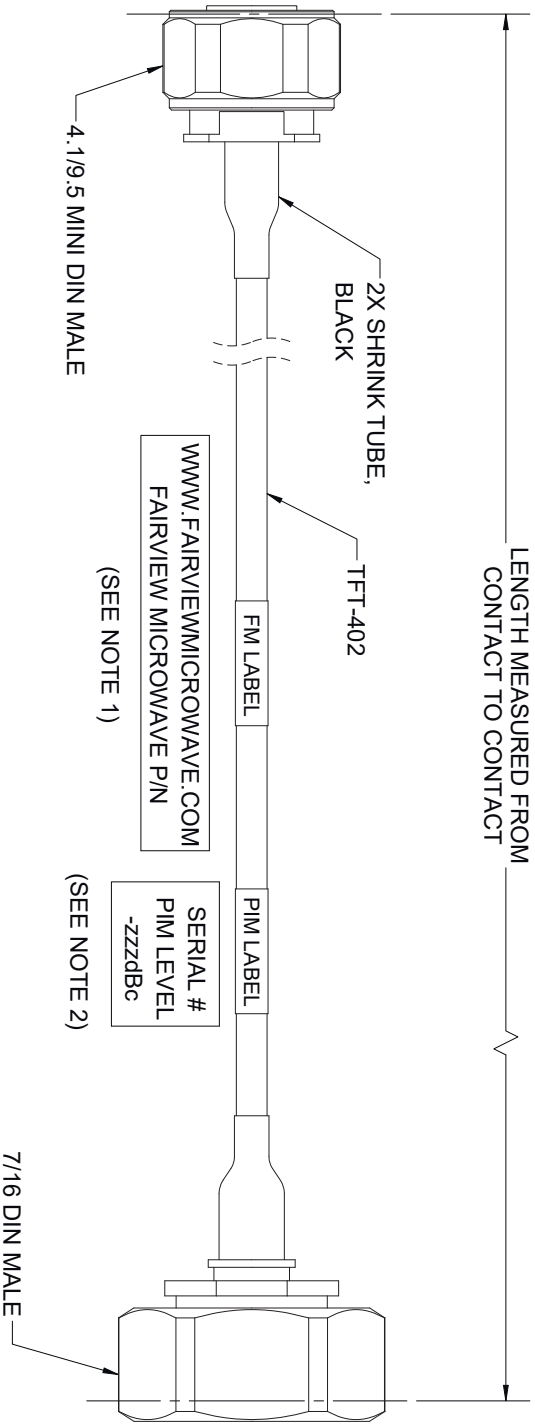 LENGTH MEASURED FROM
CONTACT TO CONTACT
2X SHRINK TUBE,
BLACK
TFT-402
FM LABEL
PIM LABEL
4.1/9.5 MINI DIN MALE
WWW.FAIRVIEWMICROWAVE.COM
FAIRVIEW MICROWAVE P/N
(SEE NOTE 1)
SERIAL #
PIM LEVEL
-zzzdBc
(SEE NOTE 2)
7/16 DIN MALE